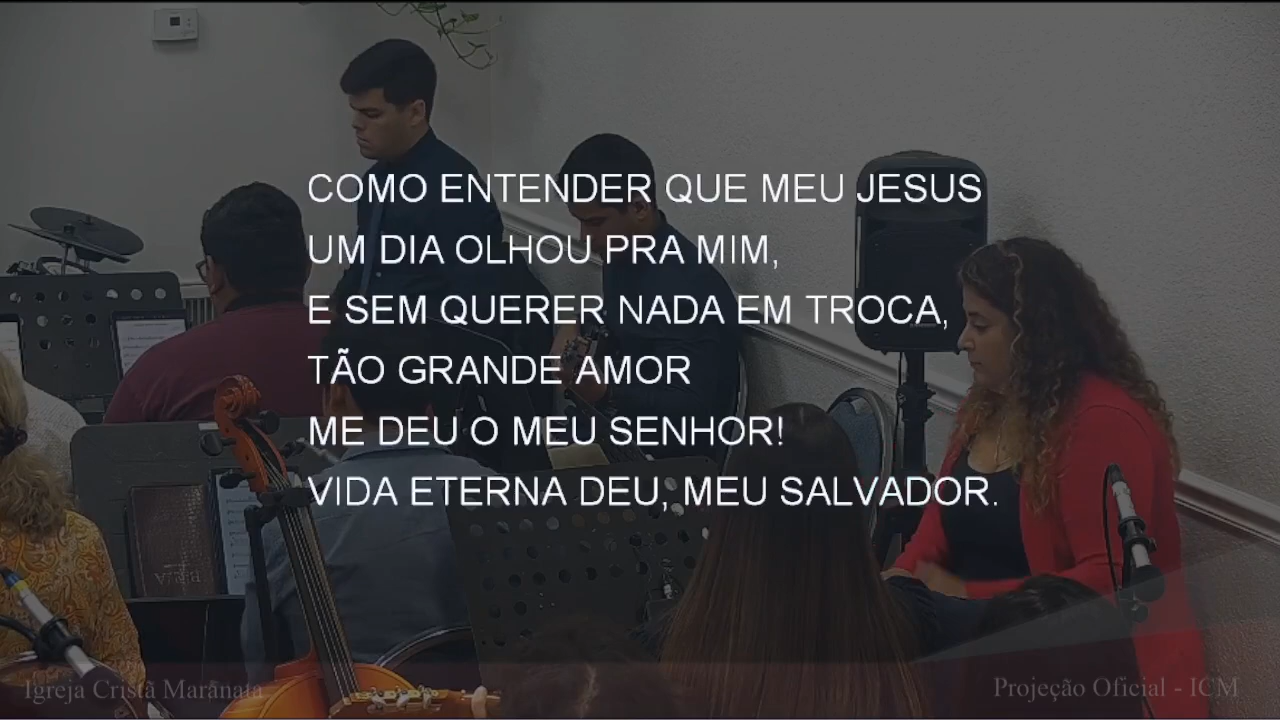 COMO ENTENDER QUE MEU JESUS
UM DIA OLHOU PRA MIM,
E SEM QUERER NADA EM TROCA,
TÃO GRANDE AMOR
ME DEU O MEU SENHOR!
VIDA ETERNA DEU, MEU SALVADOR.
Igreja Cristã Maranata
Projeção Oficial - ICM